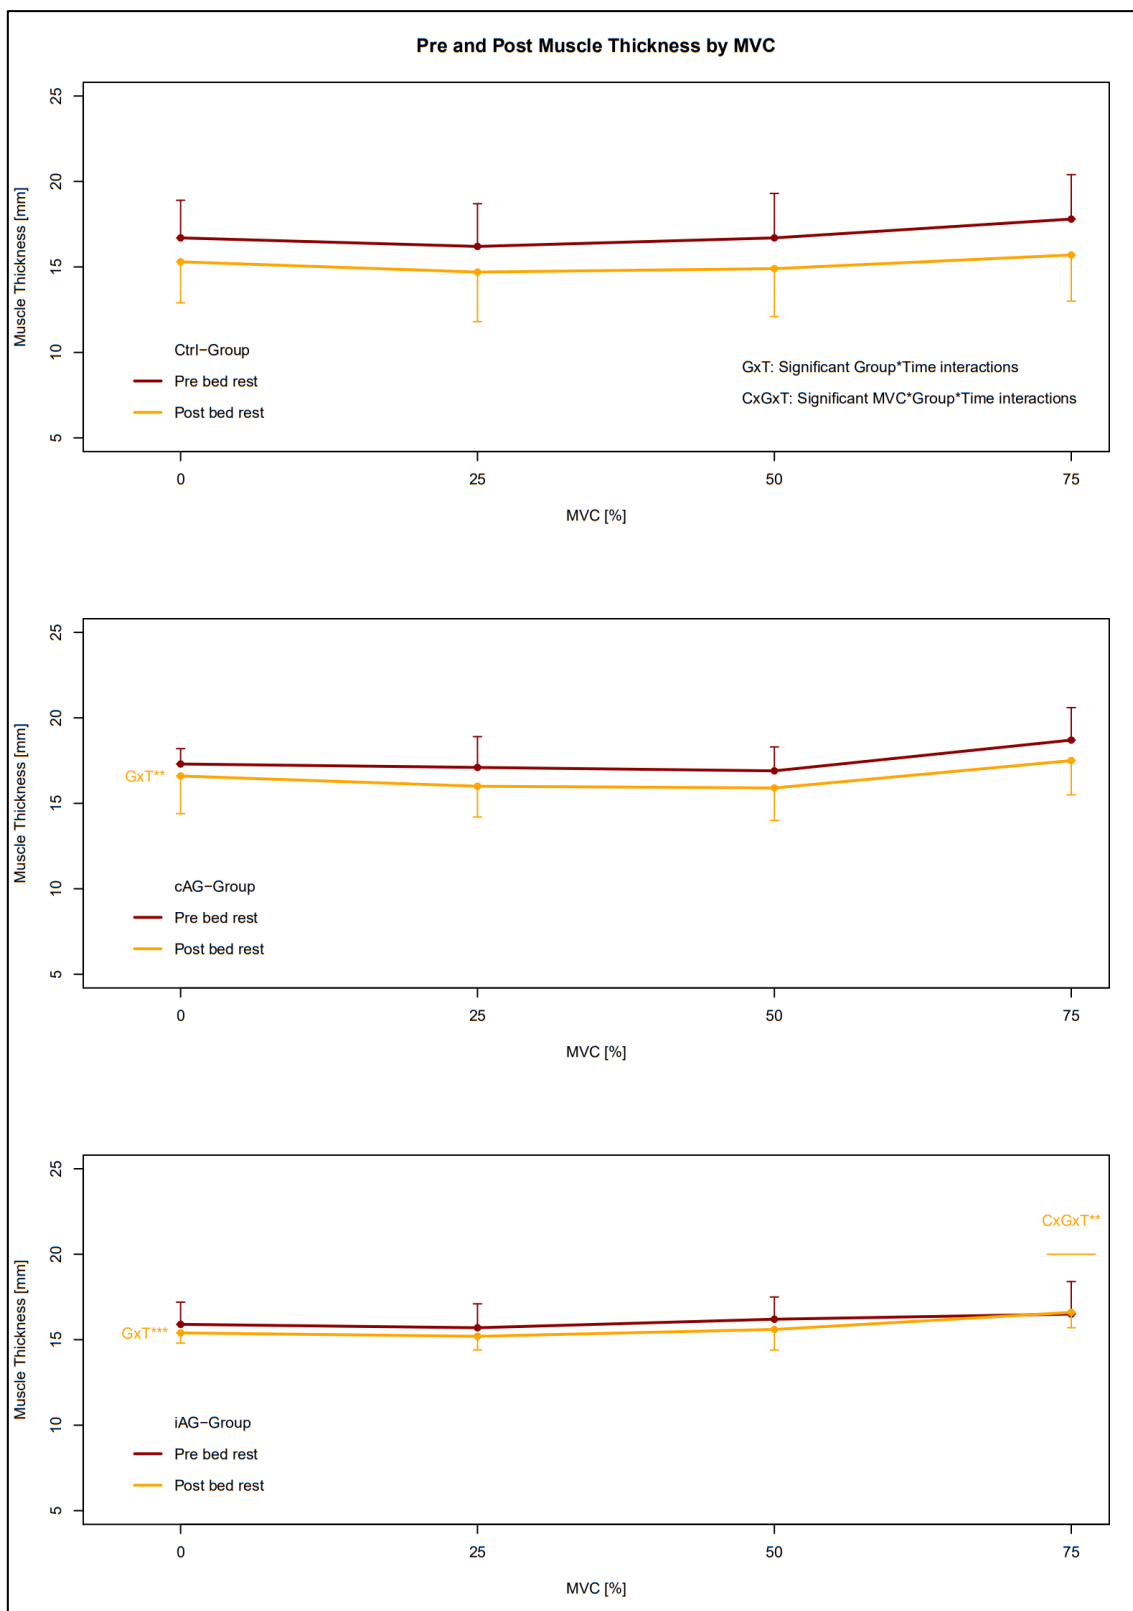 Pre and Post Muscle Thickness by MVC
25
20
15
10
5
Muscle Thickness [mm]
Ctrl−Group
Pre bed rest
Post bed rest
GxT: Significant Group*Time interactions
CxGxT: Significant MVC*Group*Time interactions
0 25 50 75
MVC [%]
25
20
15
10
5
Muscle Thickness [mm]
GxT**
cAG−Group
Pre bed rest
Post bed rest
0 25 50 75
MVC [%]
25
20
15
10
5
Muscle Thickness [mm]
CxGxT**
GxT***
iAG−Group
Pre bed rest
Post bed rest
0 25 50 75
MVC [%]